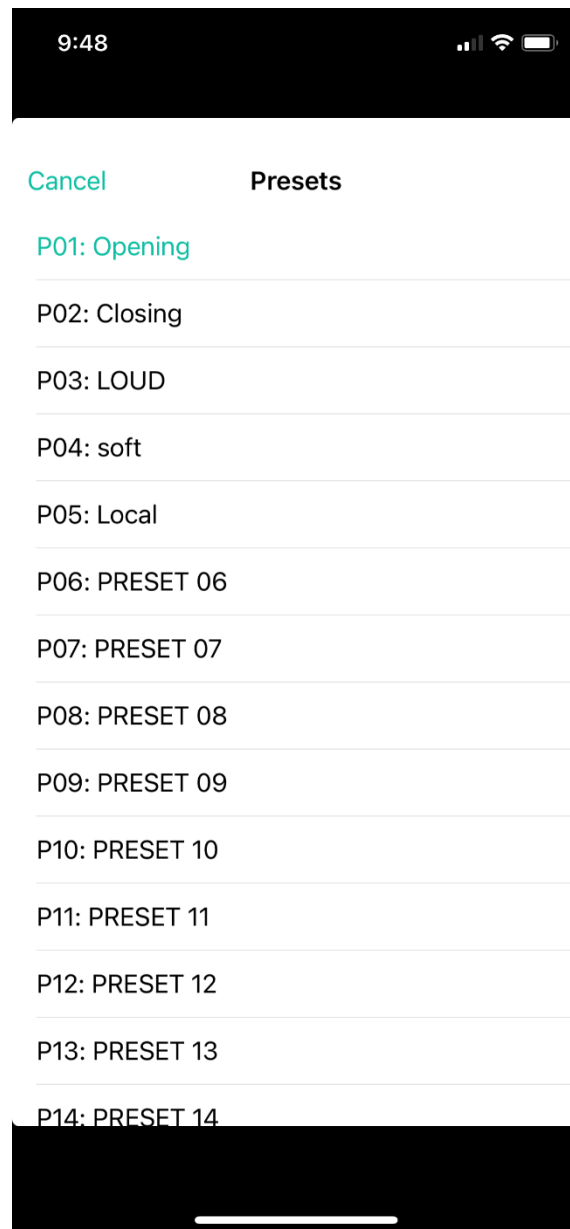 9:48
Cancel
Presets
P01: Opening
P02: Closing
P03: LOUD
P04: soft
P05: Local
P06: PRESET 06
P07: PRESET 07
P08: PRESET 08
P09: PRESET 09
P10: PRESET 10
P11: PRESET 11
P12: PRESET 12
P13: PRESET 13
P14: PRESET 14